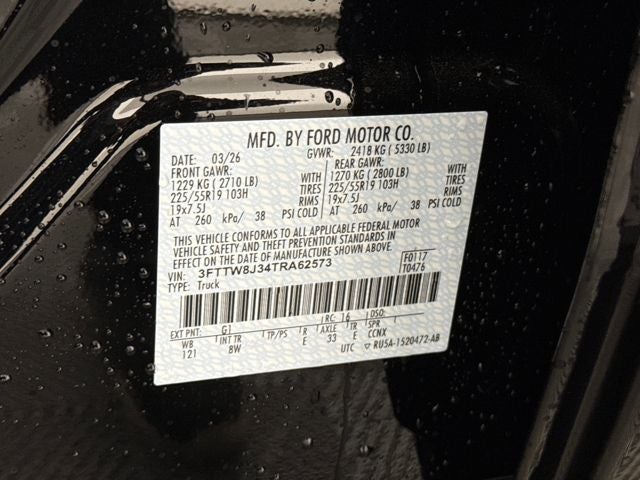 MFD. BY FORD MOTOR CO.
DATE: 03/26 GVWR: 2418 KG ( 5330 LB)
FRONT GAWR: REAR GAWR:
1229 KG ( 2710 LB) WITH 1270 KG ( 2800 LB) WITH
225/55R19 103H TIRES 225/55R19 103H TIRES
19x7.5J RIMS 19x7.5J RIMS
AT 260 kPa/ 38 PSI COLD AT 260 kPa/ 38 PSI COLD
THIS VEHICLE CONFORMS TO ALL APPLICABLE FEDERAL MOTOR
VEHICLE SAFETY AND THEFT PREVENTION STANDARDS IN
EFFECT ON THE DATE OF MANUFACTURE SHOWN ABOVE.
VIN: 3FTTW8J34TRA62573 F0117
TYPE: Truck T0476
EXT PNT: G1 RC: 16 DSO:
WB INT TR TP/PS R AXLE TR SPR
121 8W E 33 E CCNX
UTC ▽ RU5A-1520472-AB